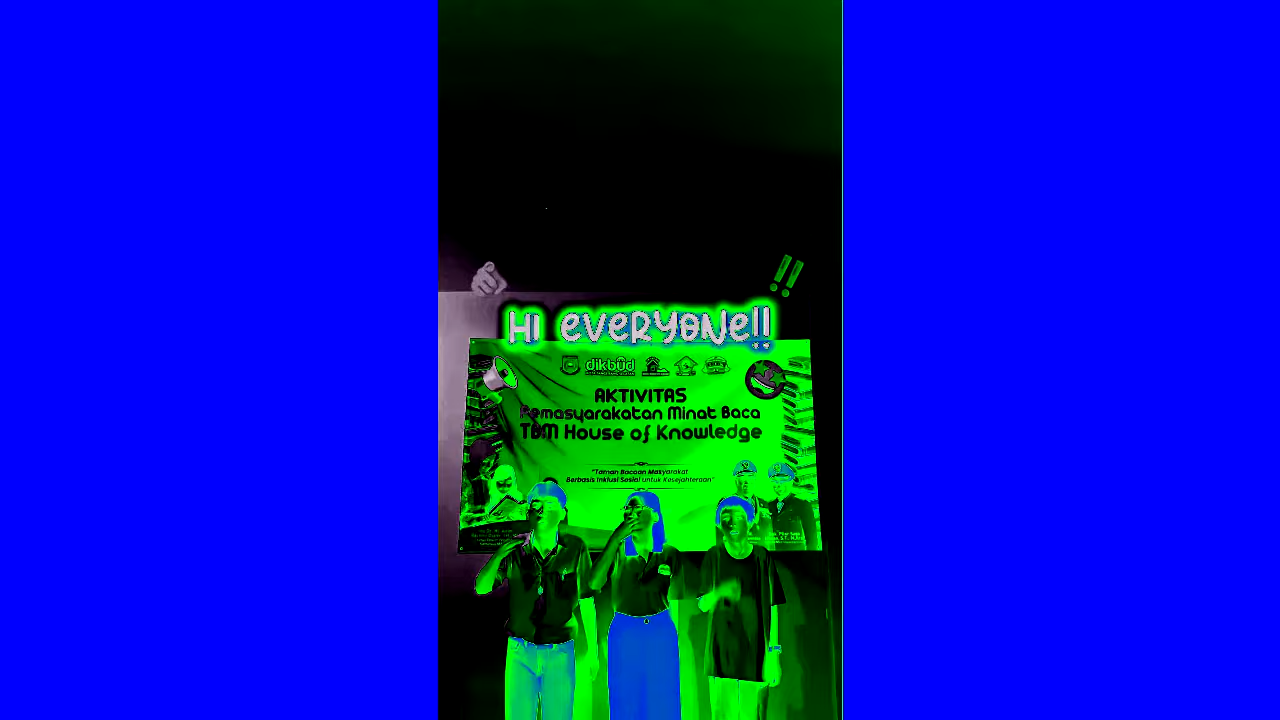 ‼
HI eVERYONe!!
dikbud
AKTIVITAS
Pemasyarakatan Minat Baca
TBM House of Knowledge
"Taman Bacaan Masyarakat
Berbasis Inklusi Sosial untuk Kesejahteraan"